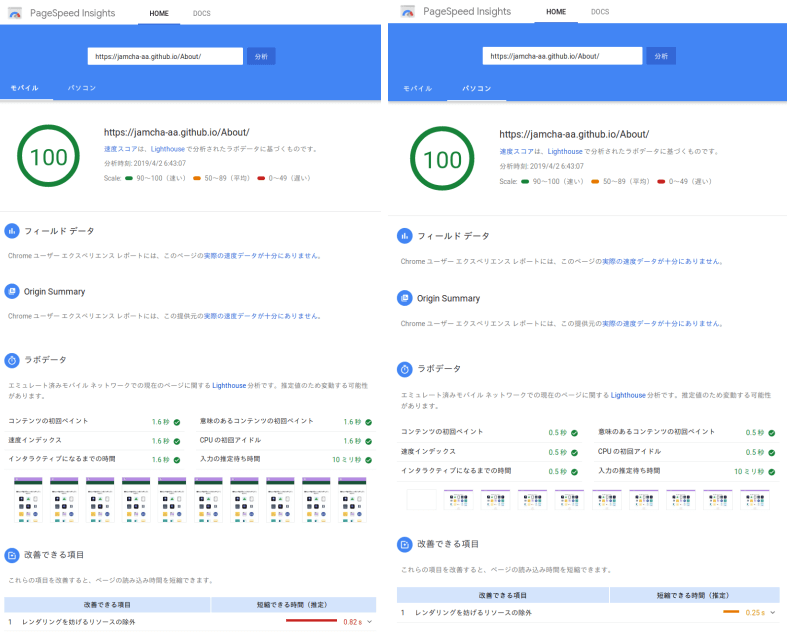 PageSpeed Insights HOME DOCS
https://jamcha-aa.github.io/About/ 分析
モバイル パソコン
100
https://jamcha-aa.github.io/About/
速度スコアは、Lighthouse で分析されたラボデータに基づくものです。
分析時刻: 2019/4/2 6:43:07
Scale: 90～100（速い） 50～89（平均） 0～49（遅い）
フィールド データ
Chrome ユーザー エクスペリエンス レポートには、このページの実際の速度データが十分にありません。
Origin Summary
Chrome ユーザー エクスペリエンス レポートには、この提供元の実際の速度データが十分にありません。
ラボデータ
エミュレート済みモバイル ネットワークでの現在のページに関する Lighthouse 分析です。推定値のため変動する可能性
があります。
コンテンツの初回ペイント 1.6 秒 意味のあるコンテンツの初回ペイント 1.6 秒
速度インデックス 1.6 秒 CPU の初回アイドル 1.6 秒
インタラクティブになるまでの時間 1.6 秒 入力の推定待ち時間 10 ミリ秒
改善できる項目
これらの項目を改善すると、ページの読み込み時間を短縮できます。
改善できる項目 短縮できる時間（推定）
1 レンダリングを妨げるリソースの除外 0.82 s
PageSpeed Insights HOME DOCS
https://jamcha-aa.github.io/About/ 分析
モバイル パソコン
100
https://jamcha-aa.github.io/About/
速度スコアは、Lighthouse で分析されたラボデータに基づくものです。
分析時刻: 2019/4/2 6:43:07
Scale: 90～100（速い） 50～89（平均） 0～49（遅い）
フィールド データ
Chrome ユーザー エクスペリエンス レポートには、このページの実際の速度データが十分にありません。
Origin Summary
Chrome ユーザー エクスペリエンス レポートには、この提供元の実際の速度データが十分にありません。
ラボデータ
エミュレート済みモバイル ネットワークでの現在のページに関する Lighthouse 分析です。推定値のため変動する可能性
があります。
コンテンツの初回ペイント 0.5 秒 意味のあるコンテンツの初回ペイント 0.5 秒
速度インデックス 0.5 秒 CPU の初回アイドル 0.5 秒
インタラクティブになるまでの時間 0.5 秒 入力の推定待ち時間 10 ミリ秒
改善できる項目
これらの項目を改善すると、ページの読み込み時間を短縮できます。
改善できる項目 短縮できる時間（推定）
1 レンダリングを妨げるリソースの除外 0.25 s